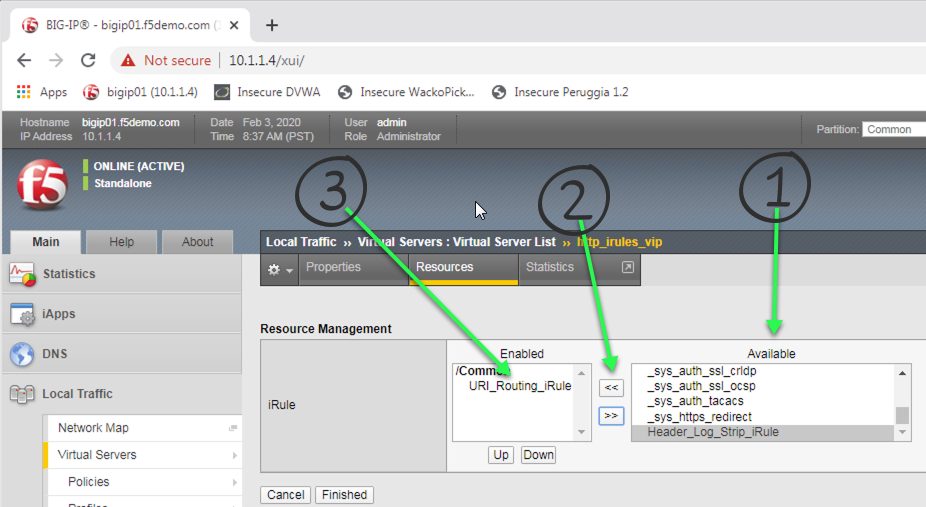 BIG-IP® - bigip01.f5demo.com (
Not secure 10.1.1.4/xui/
Apps bigip01 (10.1.1.4) Insecure DVWA Insecure WackoPick... Insecure Peruggia 1.2
Hostname bigip01.f5demo.com Date Feb 3, 2020 User admin
IP Address 10.1.1.4 Time 8:37 AM (PST) Role Administrator
Partition: Common
f5
ONLINE (ACTIVE)
Standalone
3 2 1
Main Help About
Local Traffic ›› Virtual Servers : Virtual Server List ›› http_irules_vip
Properties Resources Statistics
Statistics
iApps
DNS
Local Traffic
Network Map
Virtual Servers
Policies
Profiles
Resource Management
iRule
Enabled
/Common
URI_Routing_iRule
<<
>>
Up Down
Available
_sys_auth_ssl_crldp
_sys_auth_ssl_ocsp
_sys_auth_tacacs
_sys_https_redirect
Header_Log_Strip_iRule
Cancel Finished